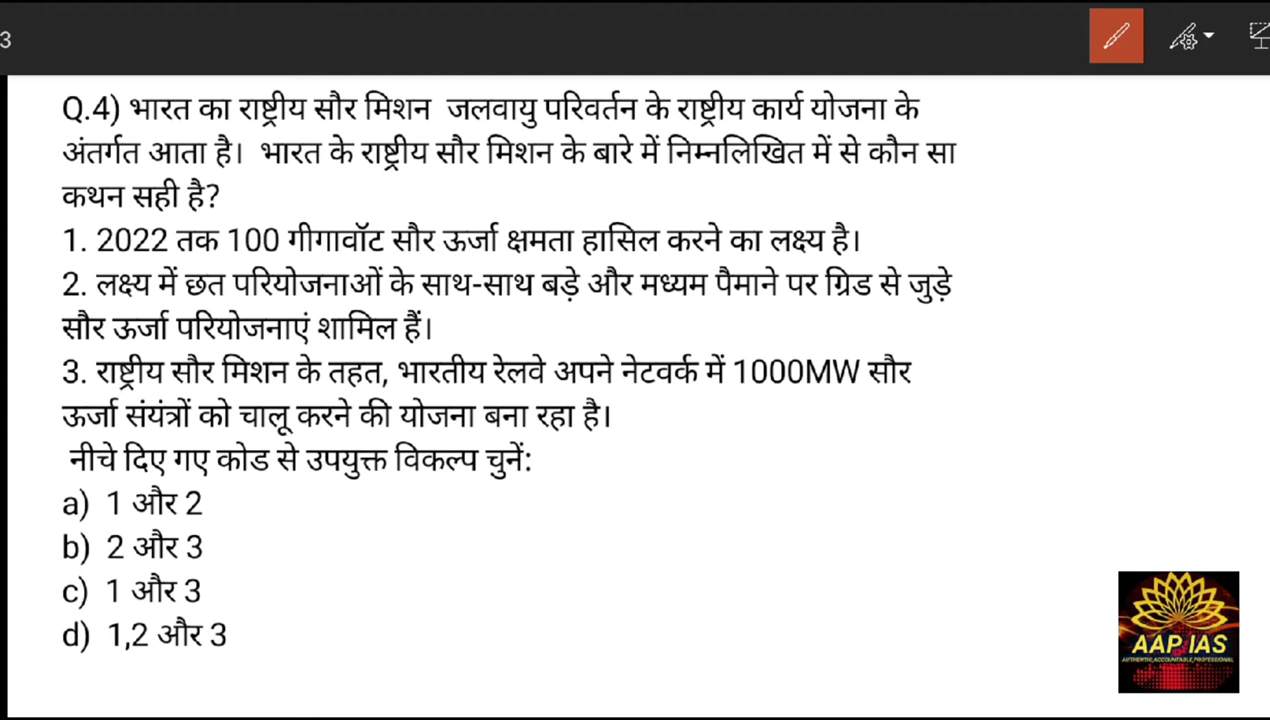 3
Q.4) भारत का राष्ट्रीय सौर मिशन जलवायु परिवर्तन के राष्ट्रीय कार्य योजना के
अंतर्गत आता है। भारत के राष्ट्रीय सौर मिशन के बारे में निम्नलिखित में से कौन सा
कथन सही है?
1. 2022 तक 100 गीगावॉट सौर ऊर्जा क्षमता हासिल करने का लक्ष्य है।
2. लक्ष्य में छत परियोजनाओं के साथ-साथ बड़े और मध्यम पैमाने पर ग्रिड से जुड़े
सौर ऊर्जा परियोजनाएं शामिल हैं।
3. राष्ट्रीय सौर मिशन के तहत, भारतीय रेलवे अपने नेटवर्क में 1000MW सौर
ऊर्जा संयंत्रों को चालू करने की योजना बना रहा है।
नीचे दिए गए कोड से उपयुक्त विकल्प चुनें:
a) 1 और 2
b) 2 और 3
c) 1 और 3
d) 1,2 और 3
AAP IAS
AUTHENTIC,ACCOUNTABLE,PROFESSIONAL